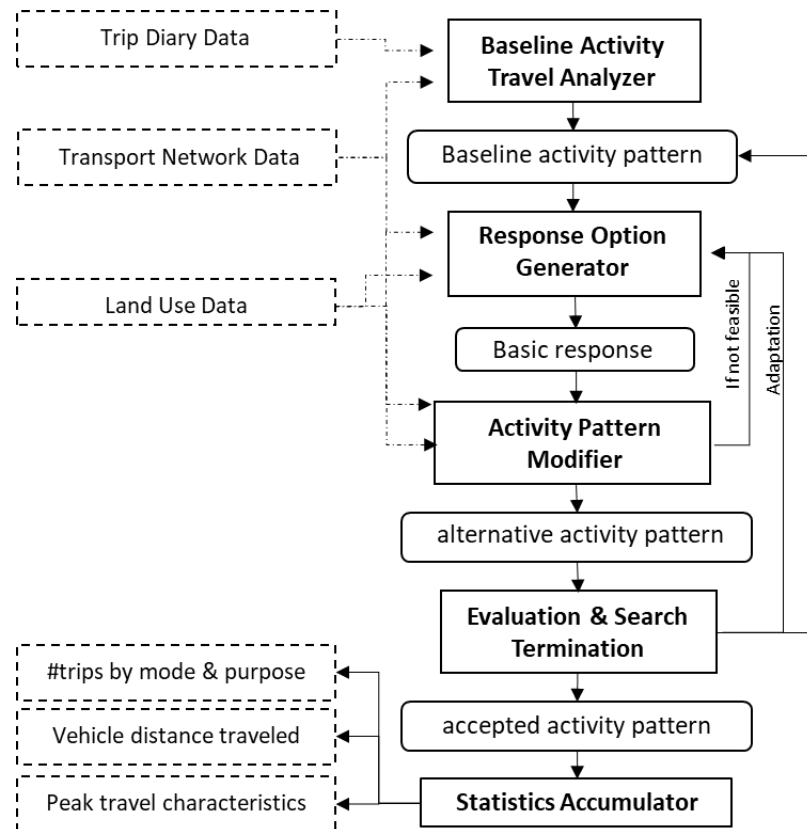 Trip Diary Data
Baseline Activity
Travel Analyzer
Transport Network Data
Baseline activity pattern
Response Option
Generator
Land Use Data
If not feasible
Adaptation
Basic response
Activity Pattern
Modifier
alternative activity pattern
Evaluation & Search
Termination
#trips by mode & purpose
accepted activity pattern
Vehicle distance traveled
Statistics Accumulator
Peak travel characteristics